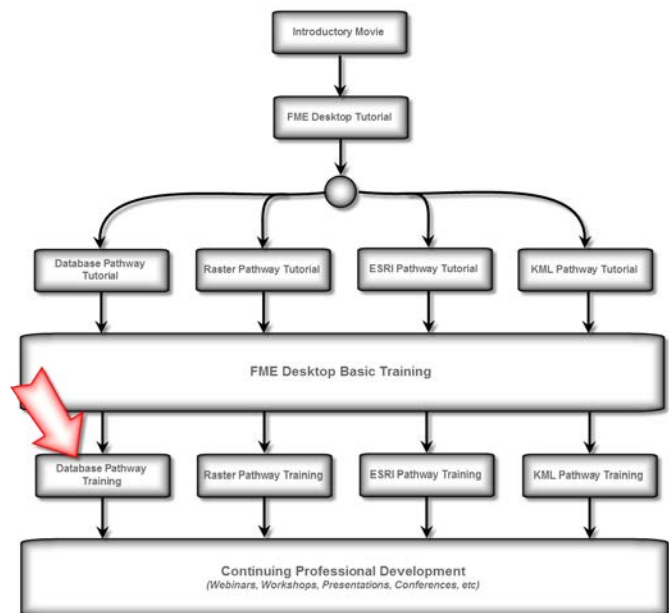 Introductory Movie
FME Desktop Tutorial
Database Pathway
Tutorial
Raster Pathway Tutorial
ESRI Pathway Tutorial
KML Pathway Tutorial
FME Desktop Basic Training
Database Pathway
Training
Raster Pathway Training
ESRI Pathway Training
KML Pathway Training
Continuing Professional Development
(Webinars, Workshops, Presentations, Conferences, etc)